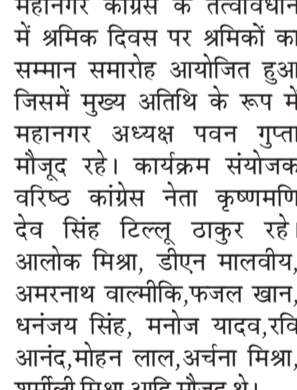 महानगर कांग्रेस के तत्वावधान
में श्रमिक दिवस पर श्रमिकों का
सम्मान समारोह आयोजित हुआ
जिसमें मुख्य अतिथि के रूप में
महानगर अध्यक्ष पवन गुप्ता
मौजूद रहे। कार्यक्रम संयोजक
वरिष्ठ कांग्रेस नेता कृष्णमणि
देव सिंह टिल्लू ठाकुर रहे।
आलोक मिश्रा, डीएन मालवीय,
अमरनाथ वाल्मीकि,फजल खान,
धनंजय सिंह, मनोज यादव,रवि
आनंद,मोहन लाल,अर्चना मिश्रा,
शर्मीली मिश्रा आदि मौजूद थे।